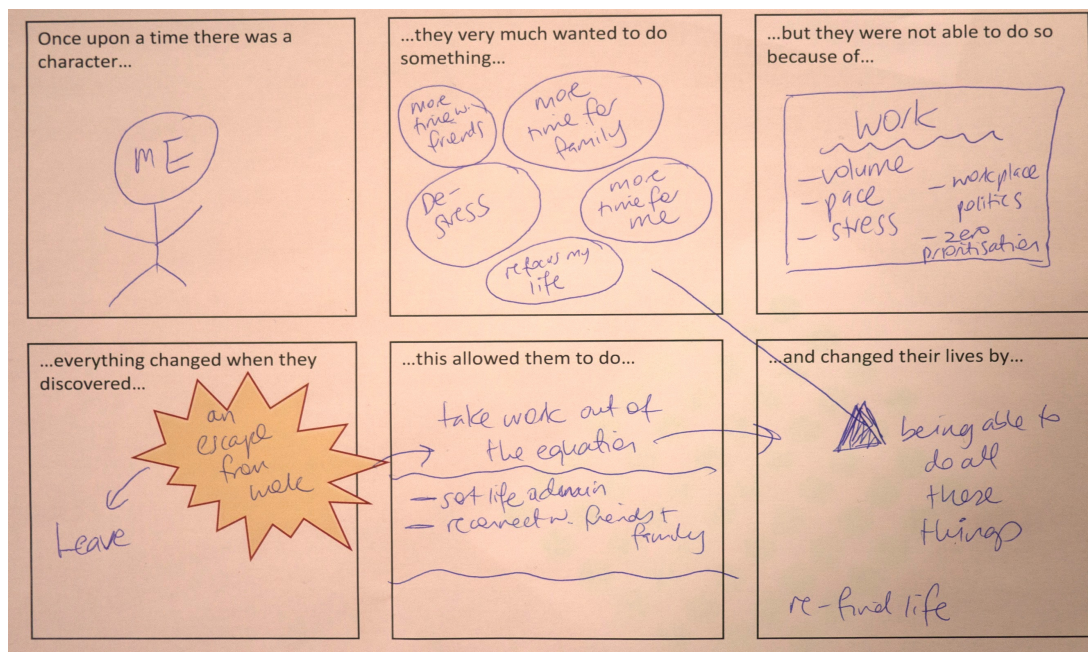 Once upon a time there was a
character...
mE
...they very much wanted to do
something...
more
time w.
friends
more
time for
family
De-
stress
more
time for
me
refocus my
life
...but they were not able to do so
because of...
work
- volume
- pace
- stress
- workplace
politics
- zero
prioritisation
...everything changed when they
discovered...
an
escape
from
work
Leave
...this allowed them to do...
take work out of
the equation
- sort life admin
- reconnect w. friends +
family
...and changed their lives by...
being able to
do all
these
things
re-find life